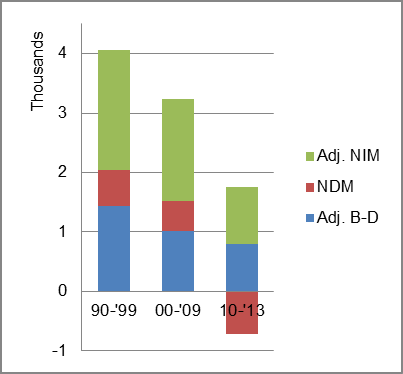 Thousands
4
3
2
1
0
-1
90-'99
00-'09
10-'13
Adj. NIM
NDM
Adj. B-D